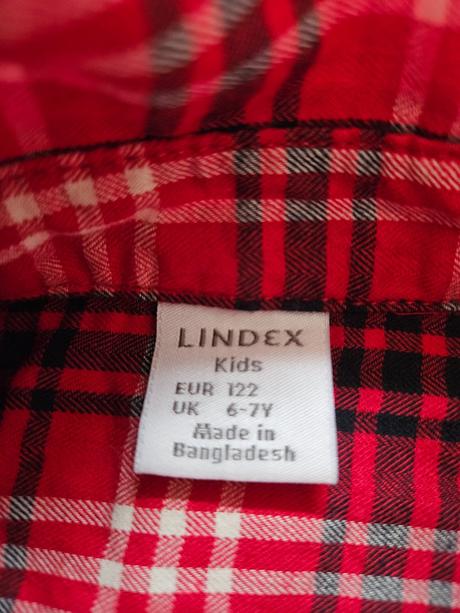 LINDEX
Kids
EUR 122
UK 6-7Y
Made in
Bangladesh